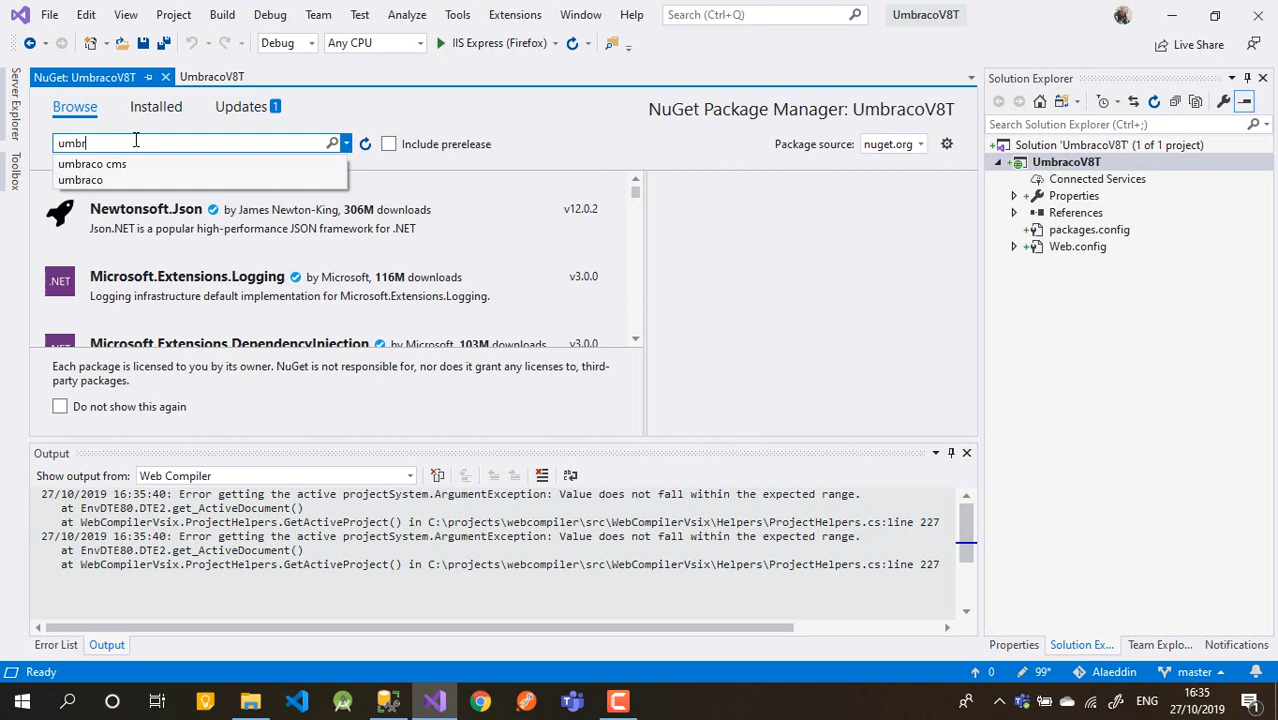 File Edit View Project Build Debug Team Test Analyze Tools Extensions Window Help Search (Ctrl+Q) UmbracoV8T
Debug Any CPU IIS Express (Firefox) Live Share
Server Explorer
Toolbox
NuGet: UmbracoV8T UmbracoV8T
Browse Installed Updates 1
NuGet Package Manager: UmbracoV8T
umbr
Include prerelease
Package source: nuget.org
umbraco cms
umbraco
Newtonsoft.Json by James Newton-King, 306M downloads v12.0.2
Json.NET is a popular high-performance JSON framework for .NET
.NET
Microsoft.Extensions.Logging by Microsoft, 116M downloads v3.0.0
Logging infrastructure default implementation for Microsoft.Extensions.Logging.
Microsoft.Extensions.DependencyInjection by Microsoft, 103M downloads v3.0.0
Each package is licensed to you by its owner. NuGet is not responsible for, nor does it grant any licenses to, third-
party packages.
Do not show this again
Output
Show output from: Web Compiler
27/10/2019 16:35:40: Error getting the active projectSystem.ArgumentException: Value does not fall within the expected range.
at EnvDTE80.DTE2.get_ActiveDocument()
at WebCompilerVsix.ProjectHelpers.GetActiveProject() in C:\projects\webcompiler\src\WebCompilerVsix\Helpers\ProjectHelpers.cs:line 227
27/10/2019 16:35:40: Error getting the active projectSystem.ArgumentException: Value does not fall within the expected range.
at EnvDTE80.DTE2.get_ActiveDocument()
at WebCompilerVsix.ProjectHelpers.GetActiveProject() in C:\projects\webcompiler\src\WebCompilerVsix\Helpers\ProjectHelpers.cs:line 227
Error List Output
Solution Explorer
Search Solution Explorer (Ctrl+;)
Solution 'UmbracoV8T' (1 of 1 project)
UmbracoV8T
Connected Services
Properties
References
packages.config
Web.config
Properties Solution Ex... Team Explo... Notifications
Ready 0 99* Alaeddin master
ENG
16:35
27/10/2019
1